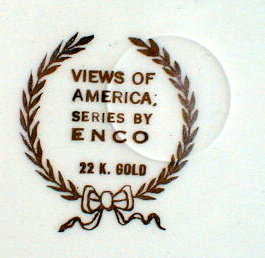 VIEWS OF
AMERICA;
SERIES BY
ENCO
22 K. GOLD